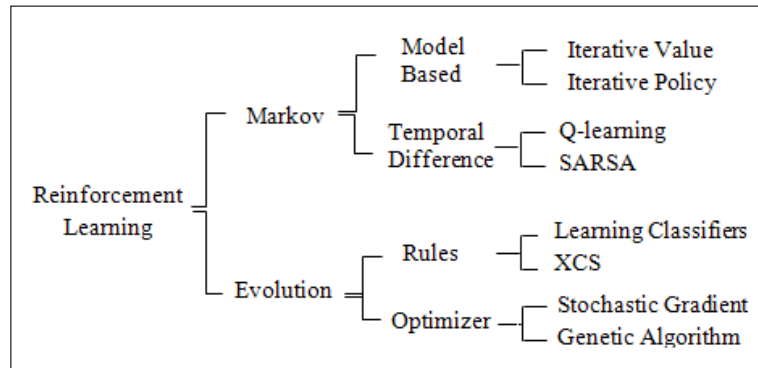 Reinforcement
Learning
Markov
Model
Based
Iterative Value
Iterative Policy
Temporal
Difference
Q-learning
SARSA
Evolution
Rules
Learning Classifiers
XCS
Optimizer
Stochastic Gradient
Genetic Algorithm